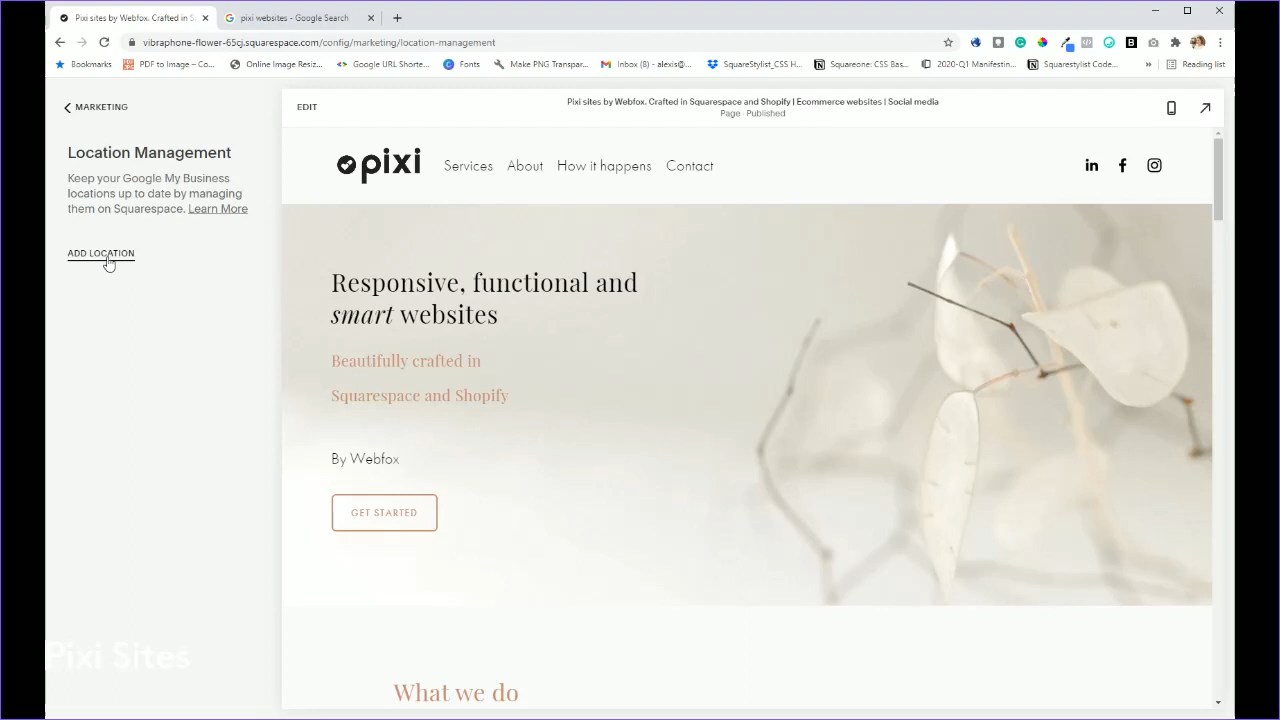 Pixi sites by Webfox. Crafted in S
pixi websites - Google Search
vibraphone-flower-65cj.squarespace.com/config/marketing/location-management
Bookmarks
PDF to Image – Co...
Online Image Resiz...
Google URL Shorte...
Fonts
Make PNG Transpar...
Inbox (8) - alexis@...
SquareStylist_CSS H...
Squareone: CSS Bas...
2020-Q1 Manifestin...
Squarestylist Code...
Reading list
MARKETING
EDIT
Pixi sites by Webfox. Crafted in Squarespace and Shopify | Ecommerce websites | Social media
Page · Published
Location Management
Keep your Google My Business
locations up to date by managing
them on Squarespace. Learn More
ADD LOCATION
pixi
Services
About
How it happens
Contact
Responsive, functional and
smart websites
Beautifully crafted in
Squarespace and Shopify
By Webfox
GET STARTED
What we do
Pixi Sites